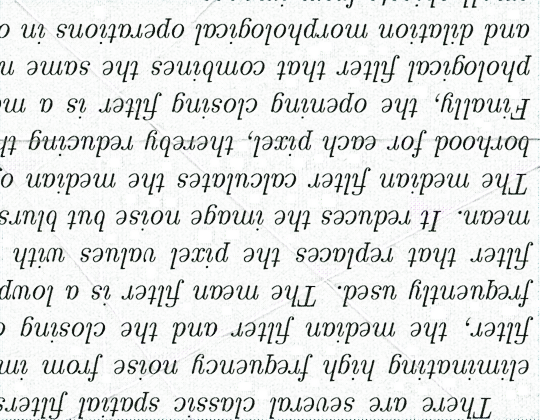 There are several classic spatial filters
eliminating high frequency noise from im
filter, the median filter and the closing o
frequently used. The mean filter is a lowp
filter that replaces the pixel values with
mean. It reduces the image noise but blurs
The median filter calculates the median o
borhood for each pixel, thereby reducing th
Finally, the opening closing filter is a mo
phological filter that combines the same n
and dilation morphological operations in o